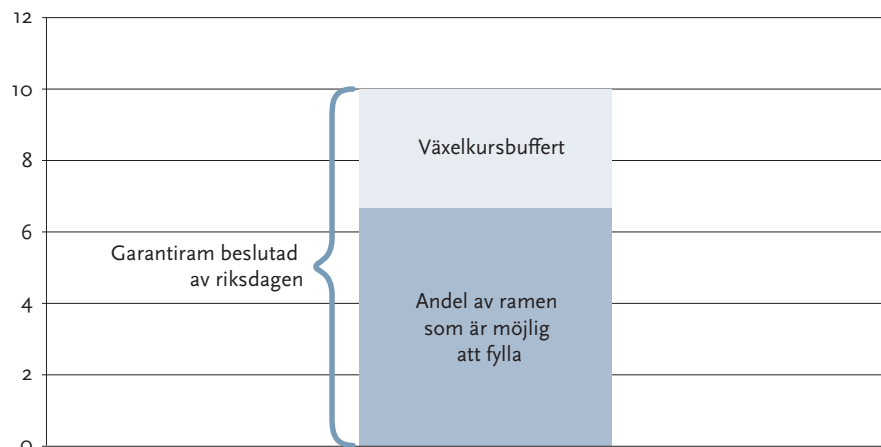 12
10
Växelkursbuffert
8
6
Garantiram beslutad
av riksdagen
Andel av ramen
4
som är möjlig
att fylla
2
0